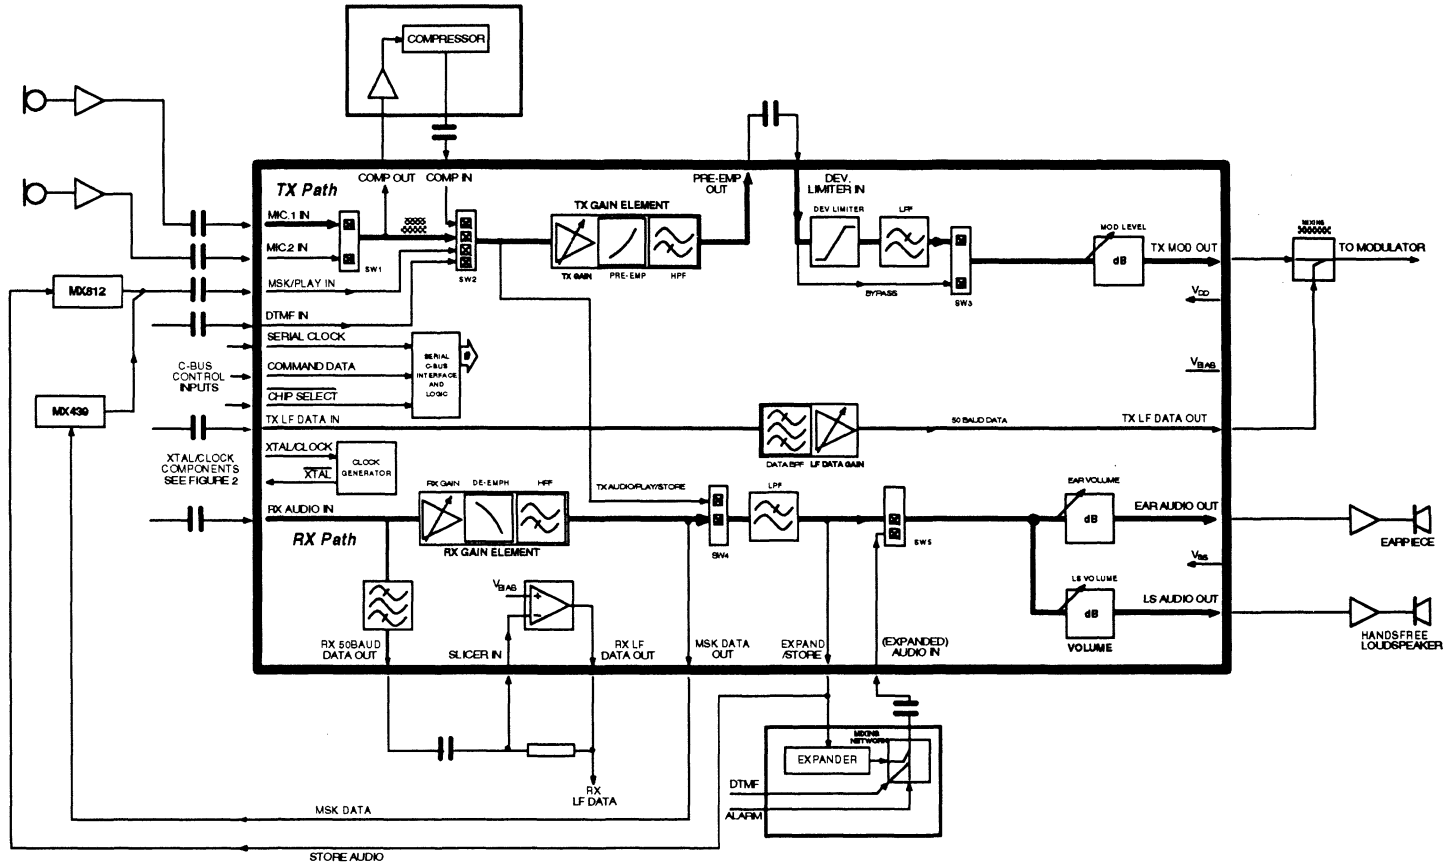 COMPRESSOR
COMP OUT
COMP IN
PRE-EMP
OUT
DEV.
LIMITER IN
TX Path
MIC.1 IN
MIC.2 IN
SW1
SW2
TX GAIN ELEMENT
TX GAIN
PRE-EMP
HPF
DEV LIMITER
LPF
BYPASS
SW3
MOD LEVEL
dB
TX MOD OUT
MIXING
TO MODULATOR
MX812
MSK/PLAY IN
DTMF IN
VDD
SERIAL CLOCK
C-BUS
CONTROL
INPUTS
COMMAND DATA
CHIP SELECT
SERIAL
C-BUS
INTERFACE
AND
LOGIC
VBIAS
MX439
TX LF DATA IN
DATA BPF
LF DATA GAIN
50 BAUD DATA
TX LF DATA OUT
XTAL/CLOCK
COMPONENTS
SEE FIGURE 2
XTAL/CLOCK
XTAL
CLOCK
GENERATOR
RX AUDIO IN
RX Path
RX GAIN
DE-EMPH
HPF
RX GAIN ELEMENT
TX AUDIO/PLAY/STORE
SW4
LPF
SW5
EAR VOLUME
dB
EAR AUDIO OUT
EARPIECE
VSS
LS VOLUME
dB
LS AUDIO OUT
VOLUME
HANDSFREE
LOUDSPEAKER
VBIAS
+
−
RX 50BAUD
DATA OUT
SLICER IN
RX LF
DATA OUT
MSK DATA
OUT
EXPAND
/STORE
(EXPANDED)
AUDIO IN
MIXING
NETWORK
EXPANDER
DTMF
ALARM
RX
LF DATA
MSK DATA
STORE AUDIO